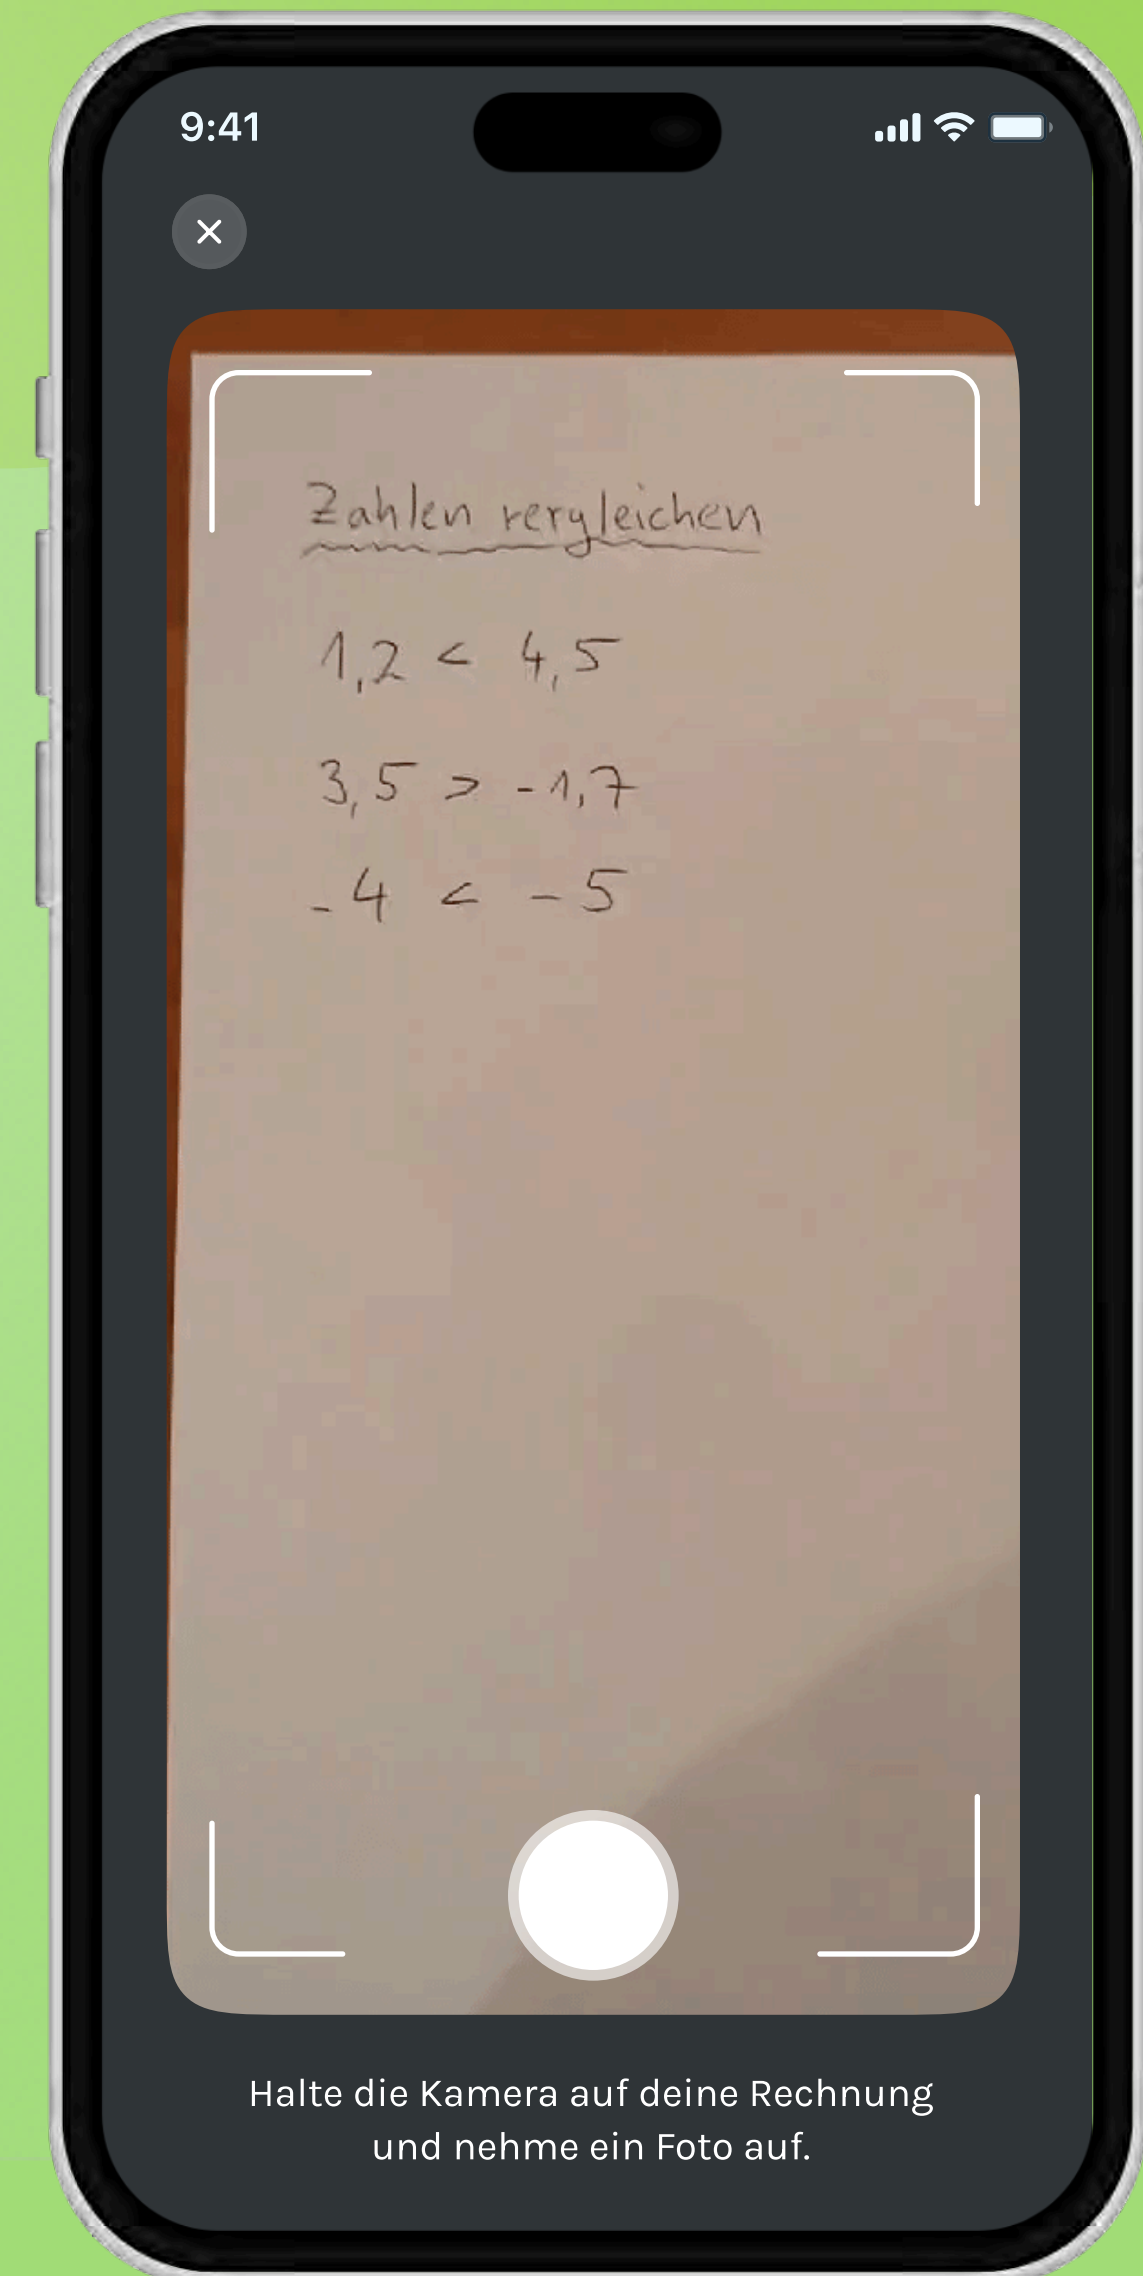 9:41
Zahlen vergleichen
1,2 < 4,5
3,5 > -1,7
-4 < -5
Halte die Kamera auf deine Rechnung
und nehme ein Foto auf.